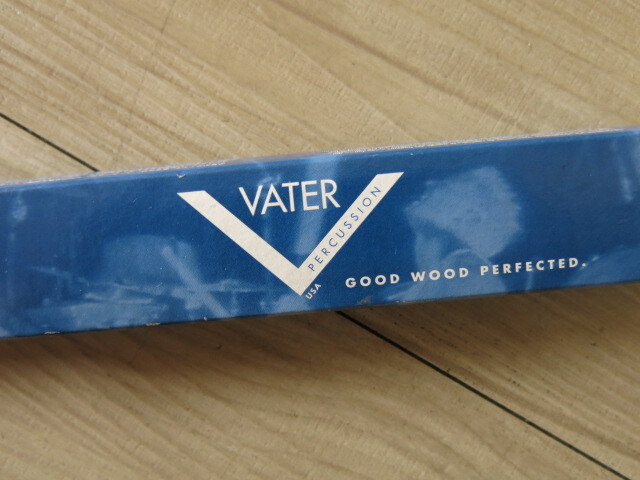 VATER
PERCUSSION
USA
GOOD WOOD PERFECTED.